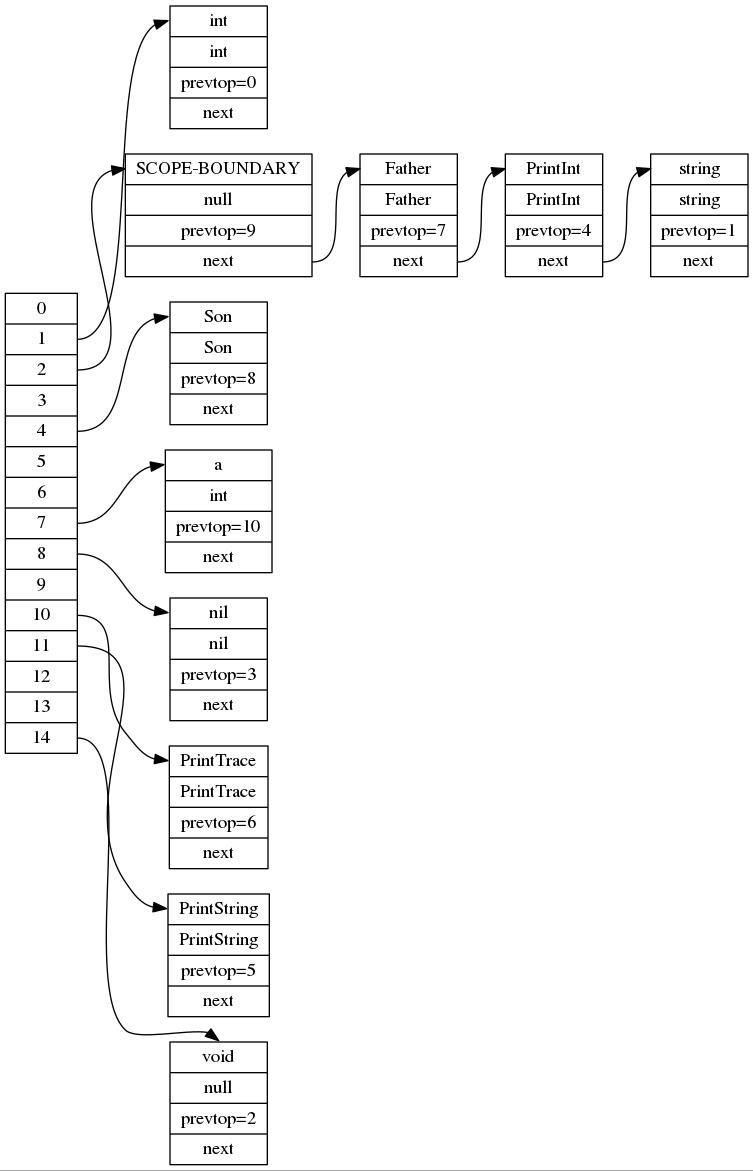 int
int
prevtop=0
next
SCOPE-BOUNDARY
null
prevtop=9
next
Father
Father
prevtop=7
next
PrintInt
PrintInt
prevtop=4
next
string
string
prevtop=1
next
0
1
2
3
4
5
6
7
8
9
10
11
12
13
14
Son
Son
prevtop=8
next
a
int
prevtop=10
next
nil
nil
prevtop=3
next
PrintTrace
PrintTrace
prevtop=6
next
PrintString
PrintString
prevtop=5
next
void
null
prevtop=2
next